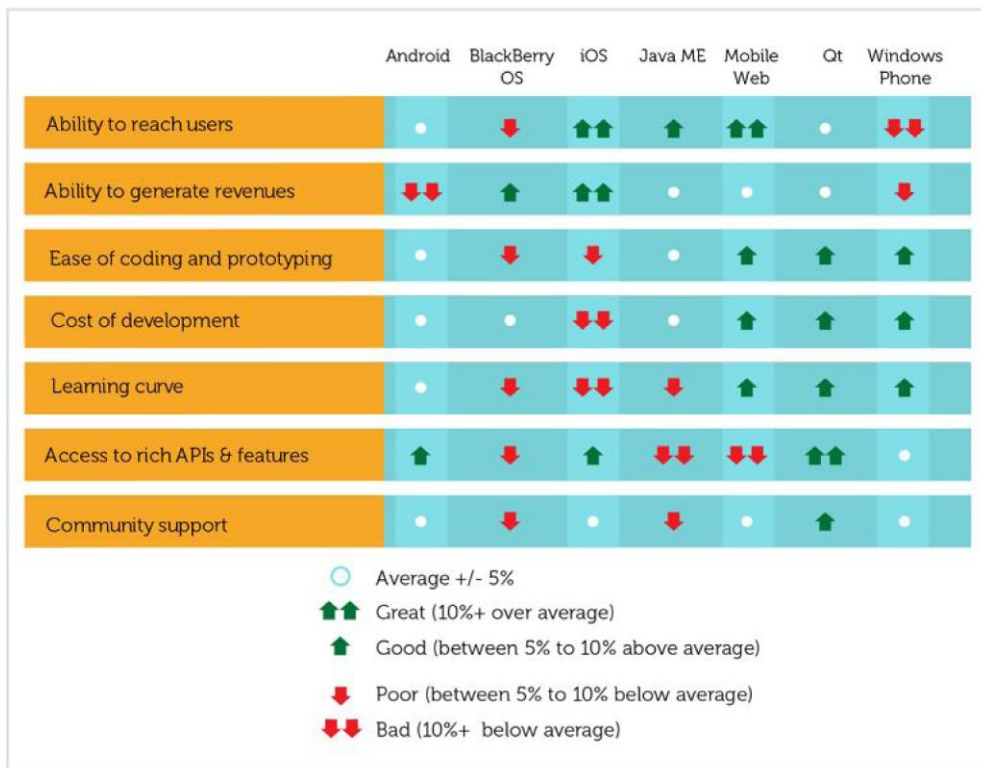 Android BlackBerry OS iOS Java ME Mobile Web Qt Windows Phone
Ability to reach users
Ability to generate revenues
Ease of coding and prototyping
Cost of development
Learning curve
Access to rich APIs & features
Community support
Average +/- 5%
Great (10%+ over average)
Good (between 5% to 10% above average)
Poor (between 5% to 10% below average)
Bad (10%+ below average)